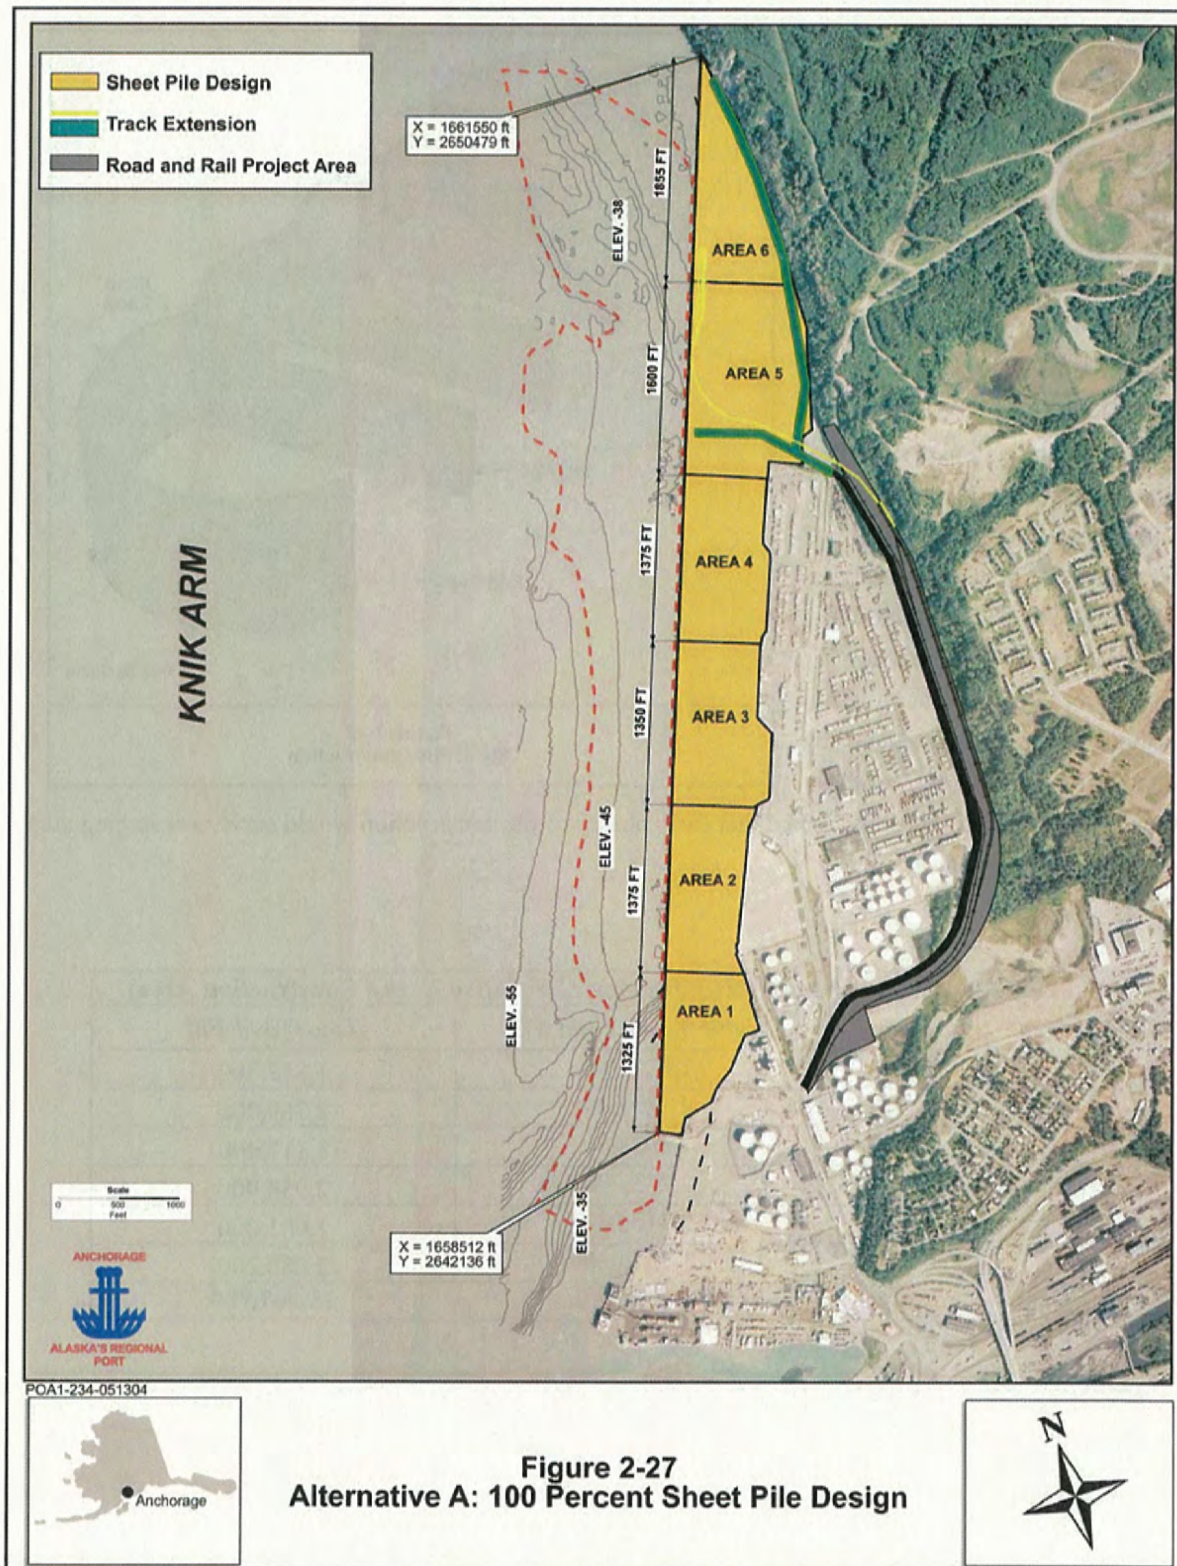 Sheet Pile Design
Track Extension
Road and Rail Project Area
X = 1661550 ft
Y = 2650479 ft
1855 FT
ELEV. -38
AREA 6
1600 FT
AREA 5
1375 FT
AREA 4
KNIK ARM
1350 FT
AREA 3
ELEV. -45
1375 FT
AREA 2
ELEV. -55
AREA 1
1325 FT
ELEV. -35
Scale
0 500 1000
Feet
X = 1658512 ft
Y = 2642136 ft
ANCHORAGE
ALASKA'S REGIONAL
PORT
POA1-234-051304
Anchorage
Figure 2-27
Alternative A: 100 Percent Sheet Pile Design
N